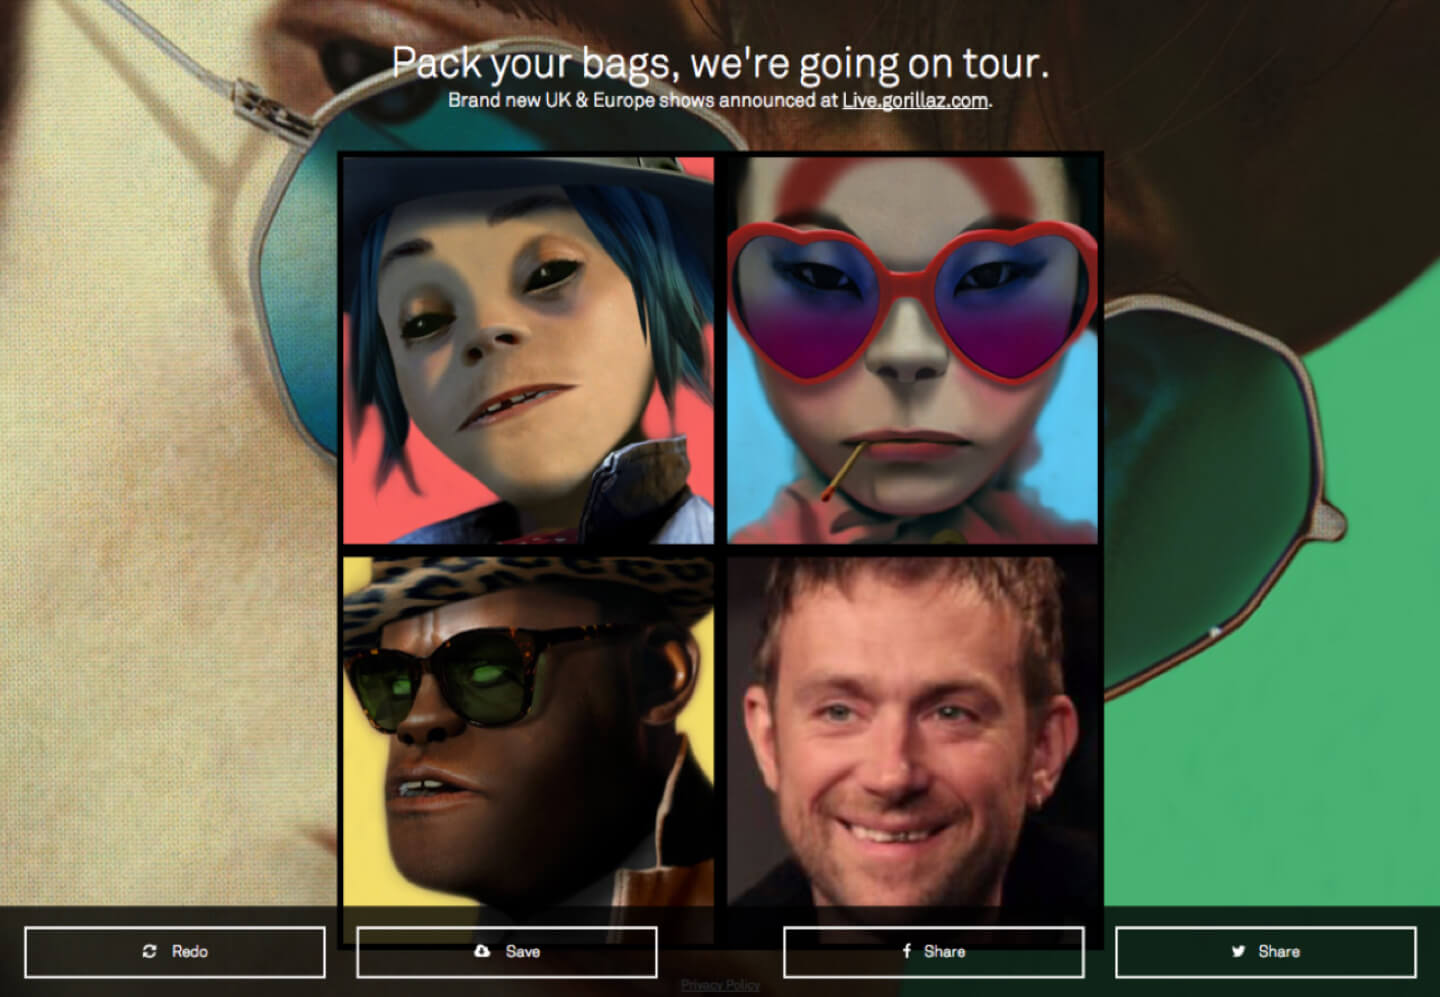 Pack your bags, we're going on tour.
Brand new UK & Europe shows announced at Live.gorillaz.com.
Redo
Save
Share
Share
Privacy Policy